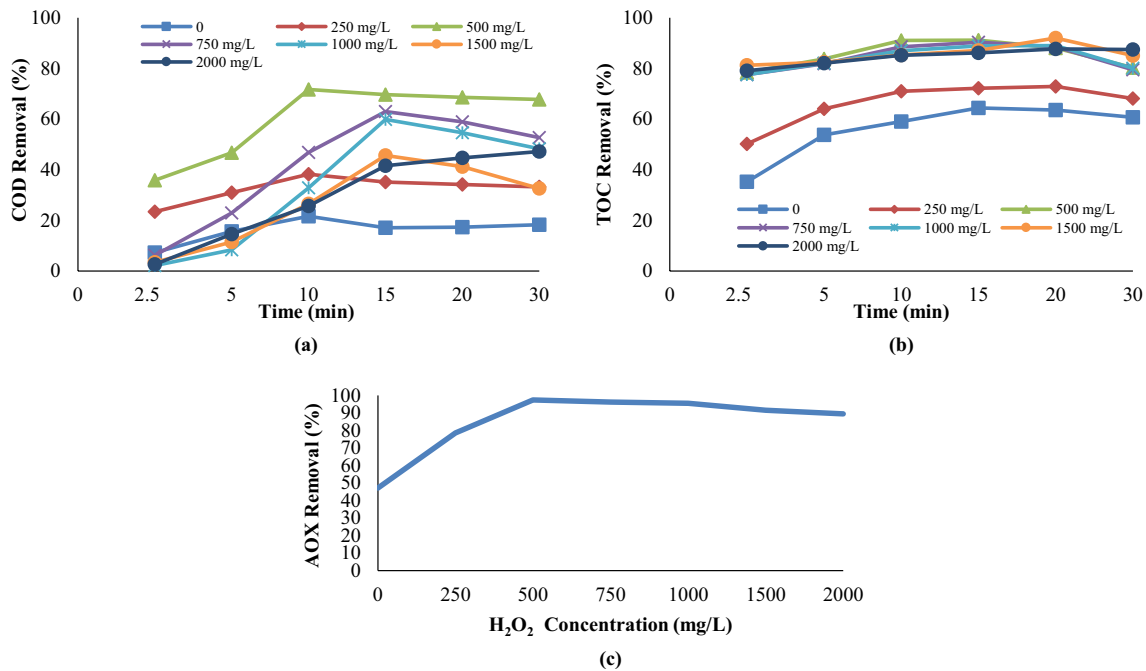 0 250 mg/L 500 mg/L
750 mg/L 1000 mg/L 1500 mg/L
2000 mg/L
COD Removal (%)
100
80
60
40
20
0
0 2.5 5 10 15 20 30
Time (min)
(a)
TOC Removal (%)
100
80
60
40
20
0
0 250 mg/L 500 mg/L
750 mg/L 1000 mg/L 1500 mg/L
2000 mg/L
0 2.5 5 10 15 20 30
Time (min)
(b)
AOX Removal (%)
100
90
80
70
60
50
40
30
20
10
0
0 250 500 750 1000 1500 2000
H₂O₂ Concentration (mg/L)
(c)